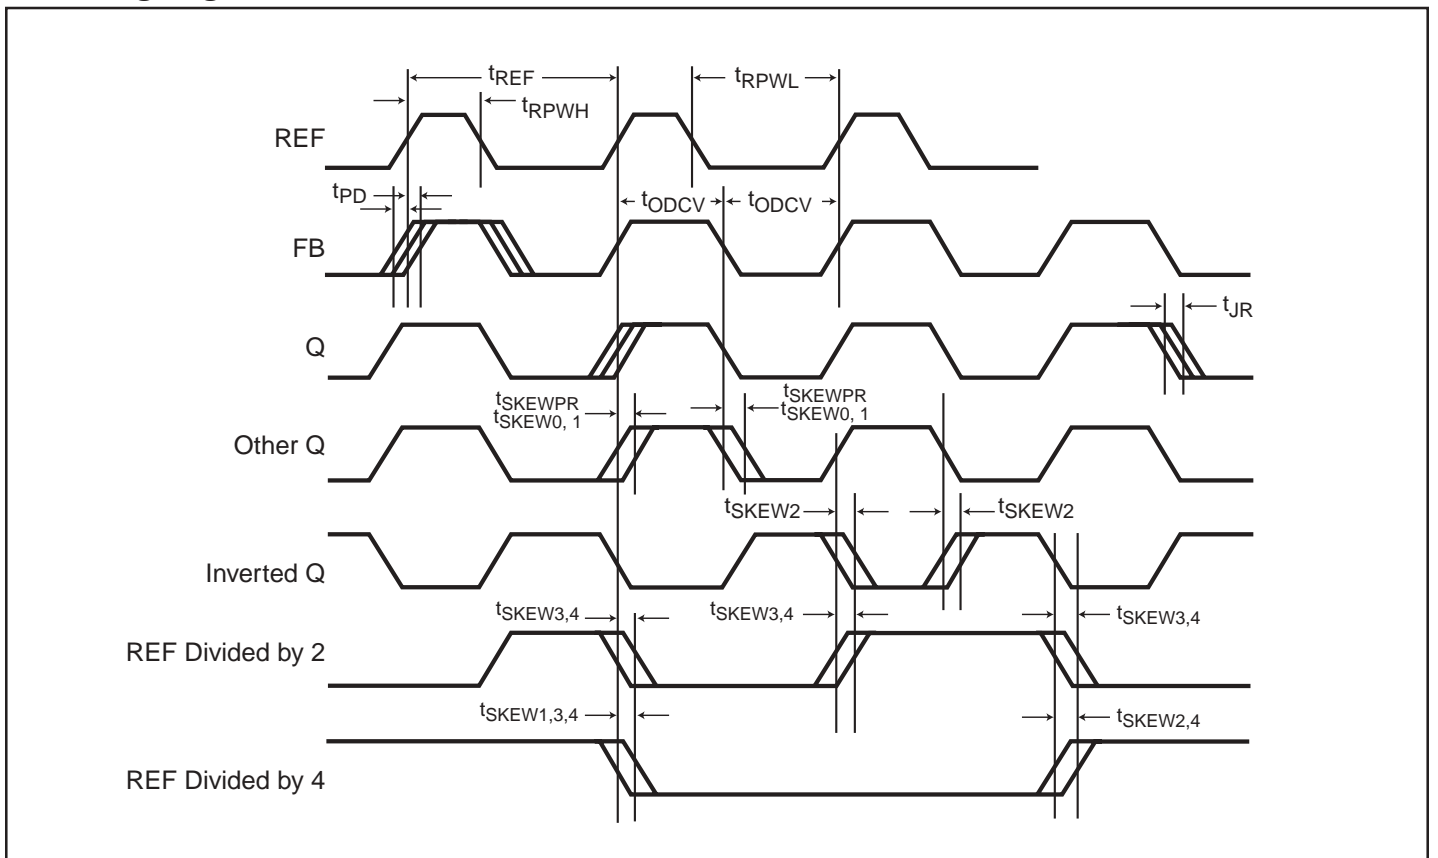 tREF
tRPWL
tRPWH
REF
tPD
tODCV
tODCV
FB
tJR
Q
tSKEWPR
tSKEW0, 1
tSKEWPR
tSKEW0, 1
Other Q
tSKEW2
tSKEW2
Inverted Q
tSKEW3,4
tSKEW3,4
tSKEW3,4
REF Divided by 2
tSKEW1,3,4
tSKEW2,4
REF Divided by 4